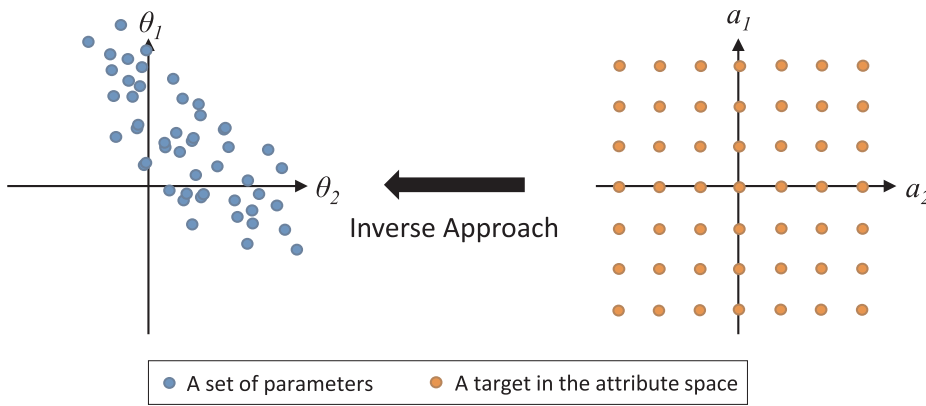 θ1
a1
θ2
a2
Inverse Approach
A set of parameters
A target in the attribute space